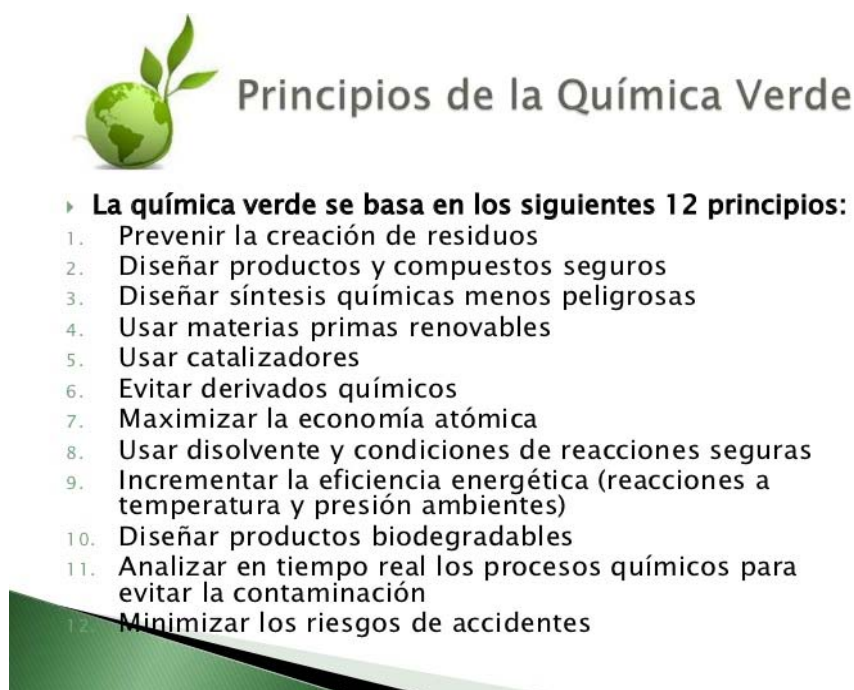 Principios de la Química Verde
La química verde se basa en los siguientes 12 principios:
1. Prevenir la creación de residuos
2. Diseñar productos y compuestos seguros
3. Diseñar síntesis químicas menos peligrosas
4. Usar materias primas renovables
5. Usar catalizadores
6. Evitar derivados químicos
7. Maximizar la economía atómica
8. Usar disolvente y condiciones de reacciones seguras
9. Incrementar la eficiencia energética (reacciones a
temperatura y presión ambientes)
10. Diseñar productos biodegradables
11. Analizar en tiempo real los procesos químicos para
evitar la contaminación
12. Minimizar los riesgos de accidentes